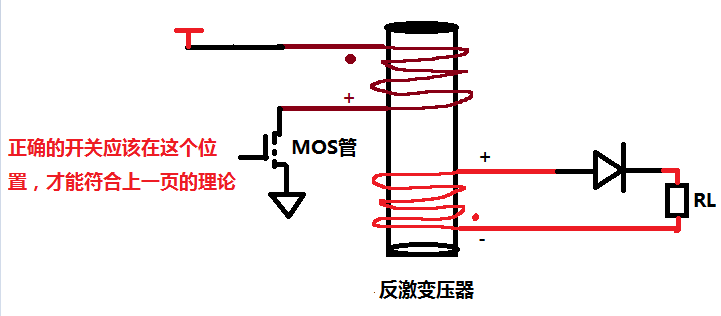 +
MOS管
正确的开关应该在这个位
置，才能符合上一页的理论
+
RL
-
反激变压器